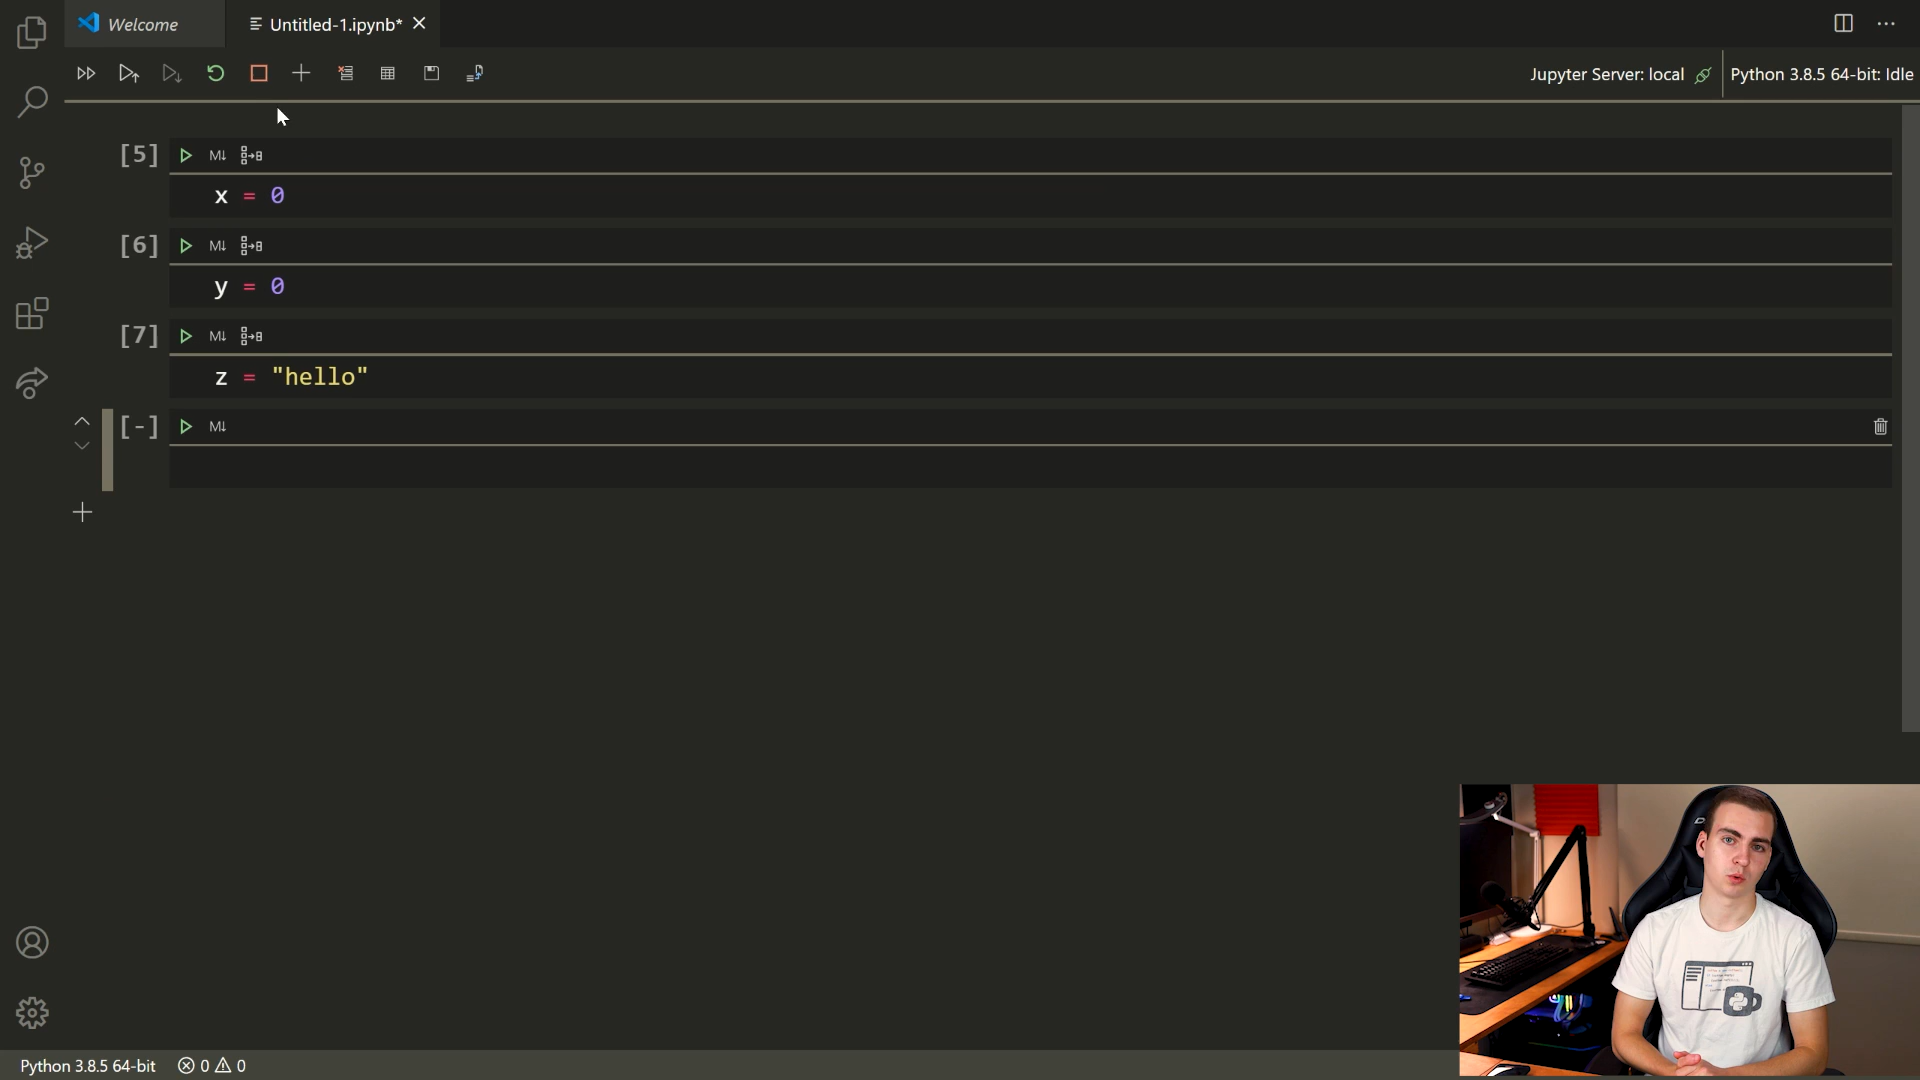 Welcome
Untitled-1.ipynb*
Jupyter Server: local
Python 3.8.5 64-bit: Idle
[5]
M↓
x = 0
[6]
M↓
y = 0
[7]
M↓
z = "hello"
[-]
M↓
Python 3.8.5 64-bit
0
0